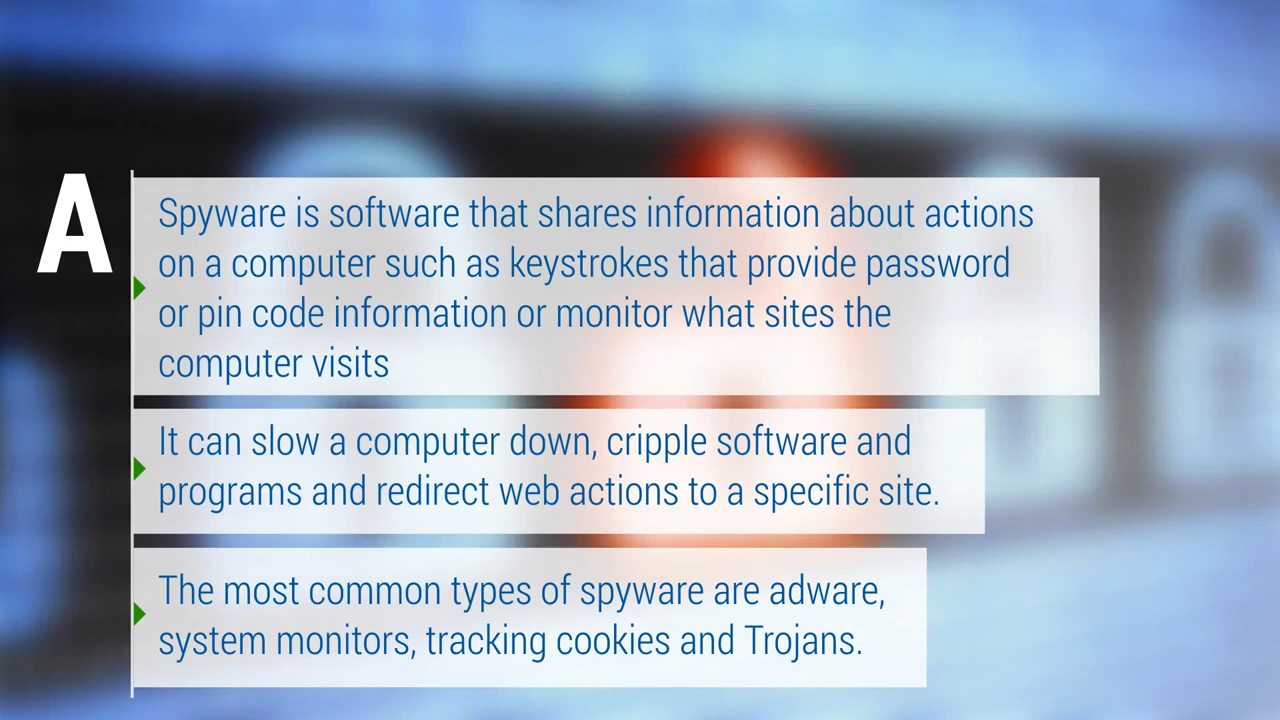 A
Spyware is software that shares information about actions
on a computer such as keystrokes that provide password
or pin code information or monitor what sites the
computer visits
It can slow a computer down, cripple software and
programs and redirect web actions to a specific site.
The most common types of spyware are adware,
system monitors, tracking cookies and Trojans.